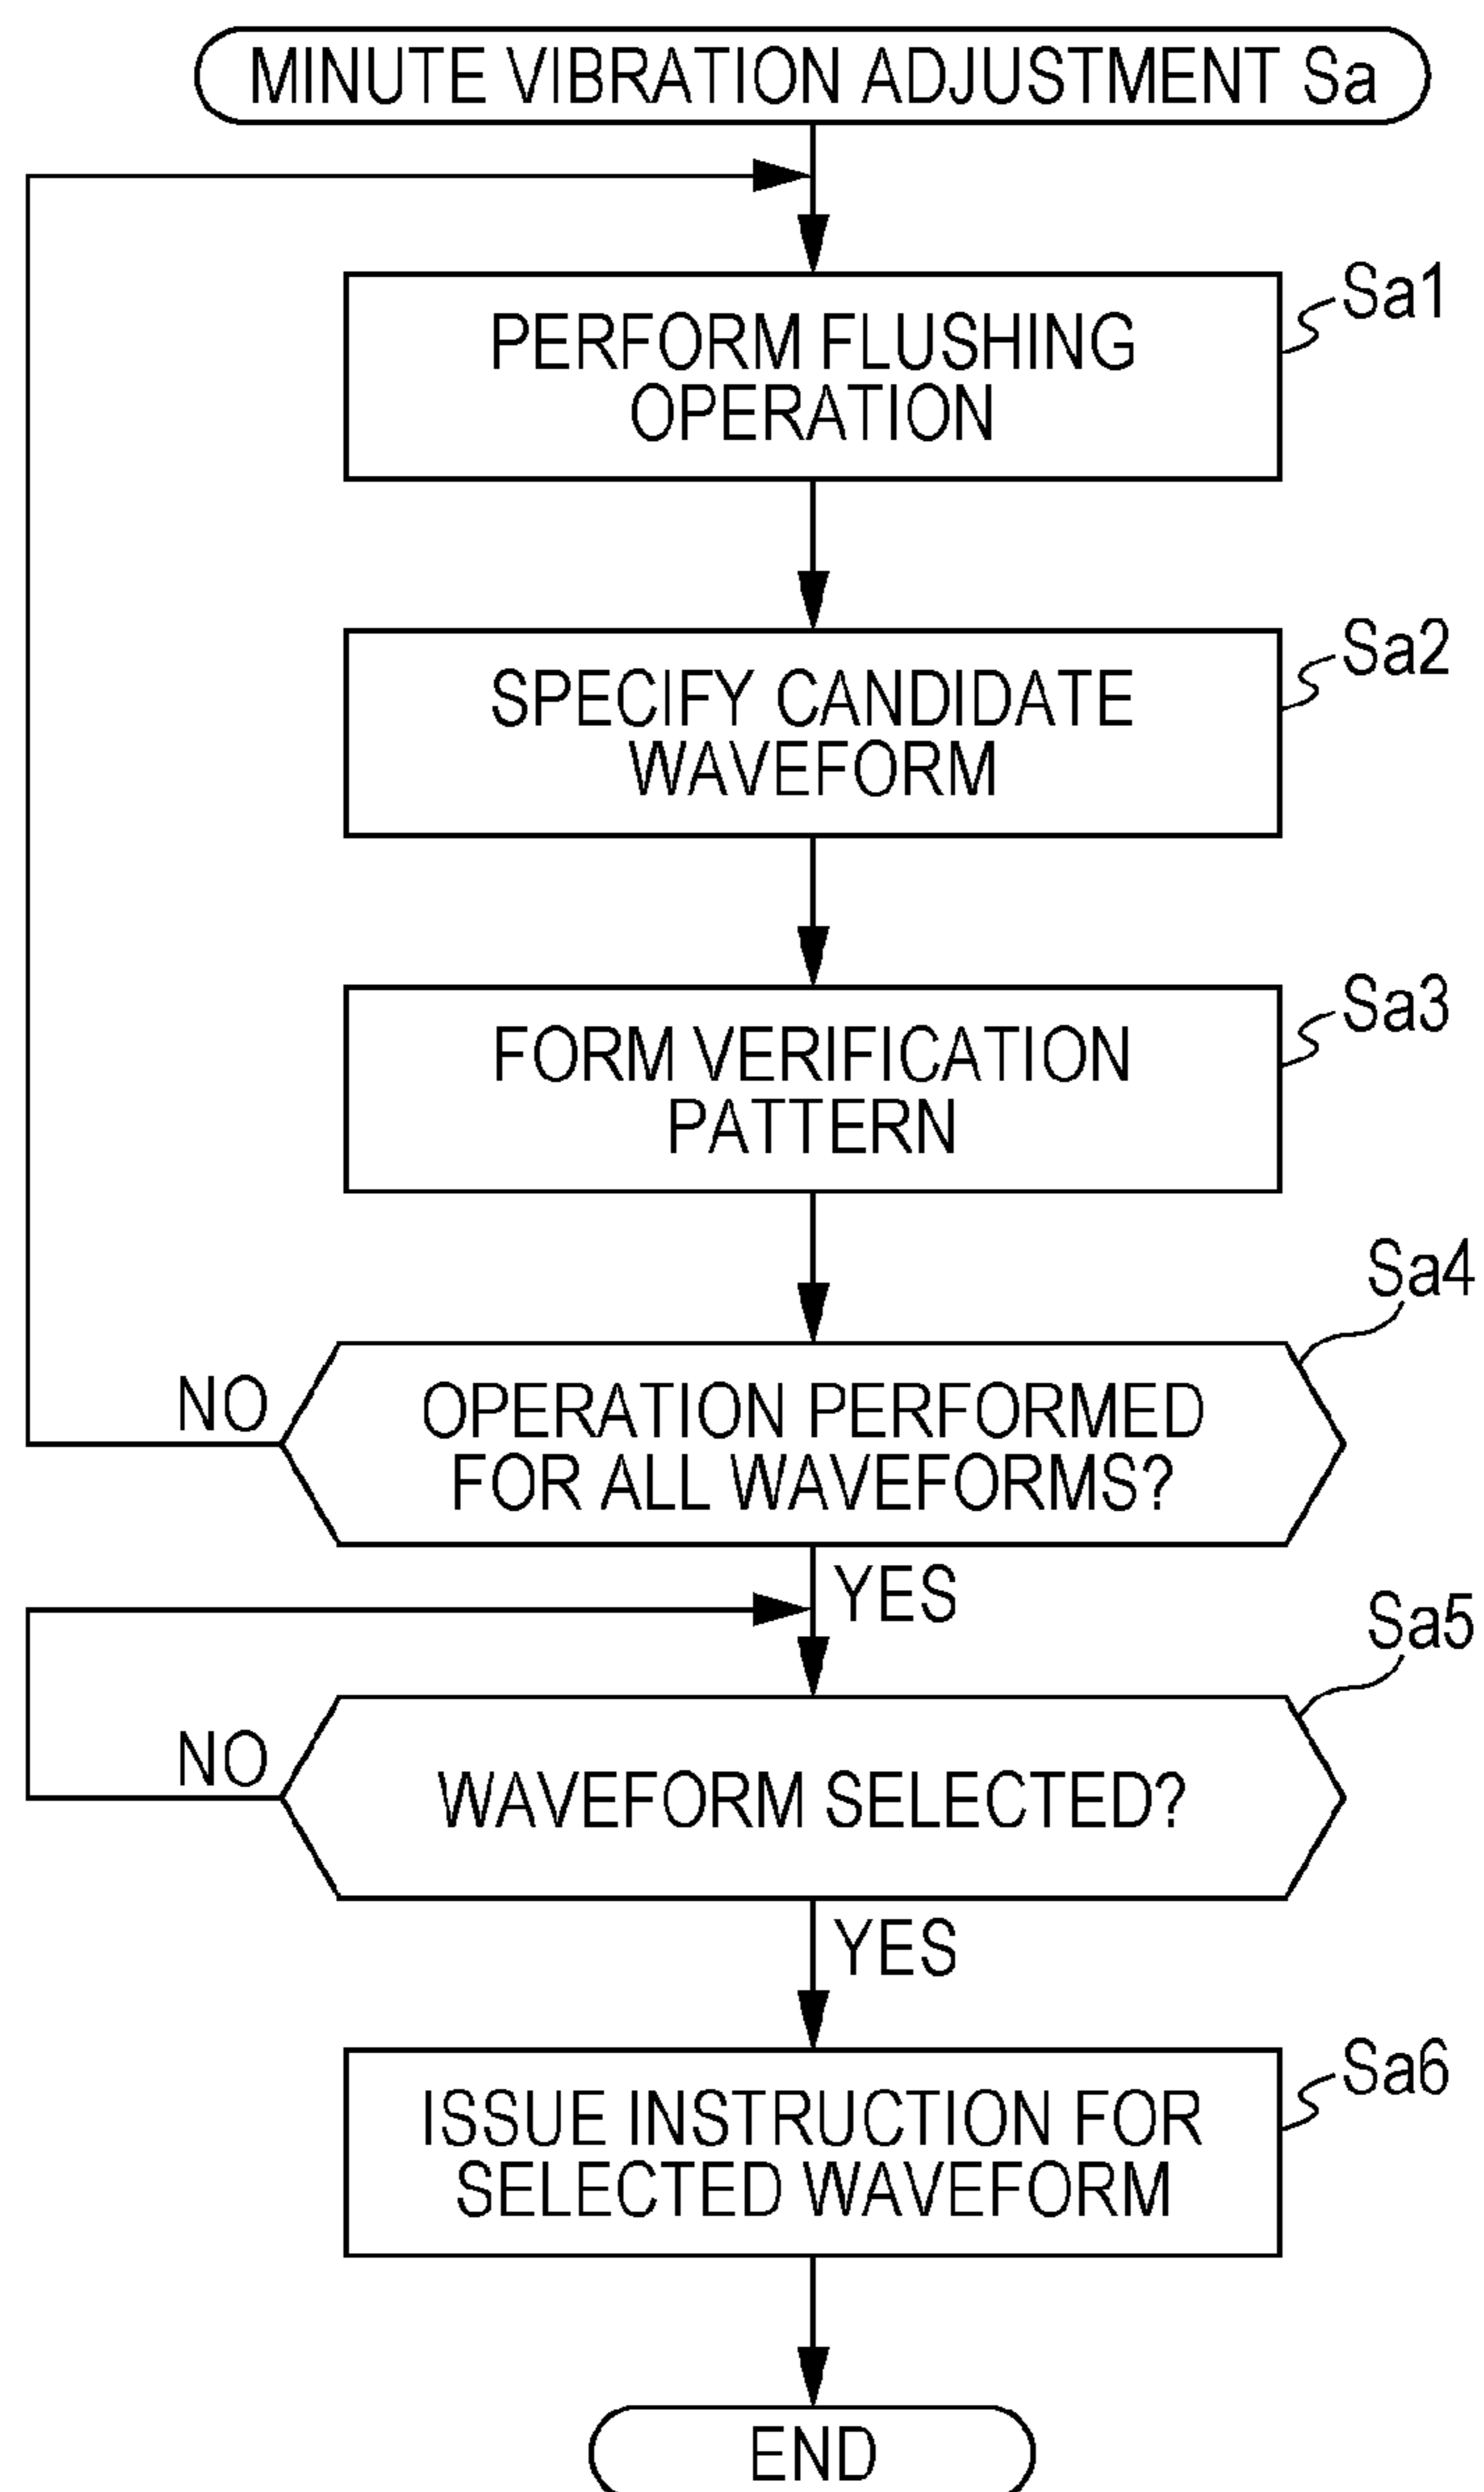 MINUTE VIBRATION ADJUSTMENT Sa
PERFORM FLUSHING
OPERATION
Sa1
SPECIFY CANDIDATE
WAVEFORM
Sa2
FORM VERIFICATION
PATTERN
Sa3
OPERATION PERFORMED
FOR ALL WAVEFORMS?
Sa4
NO
YES
WAVEFORM SELECTED?
Sa5
NO
YES
ISSUE INSTRUCTION FOR
SELECTED WAVEFORM
Sa6
END